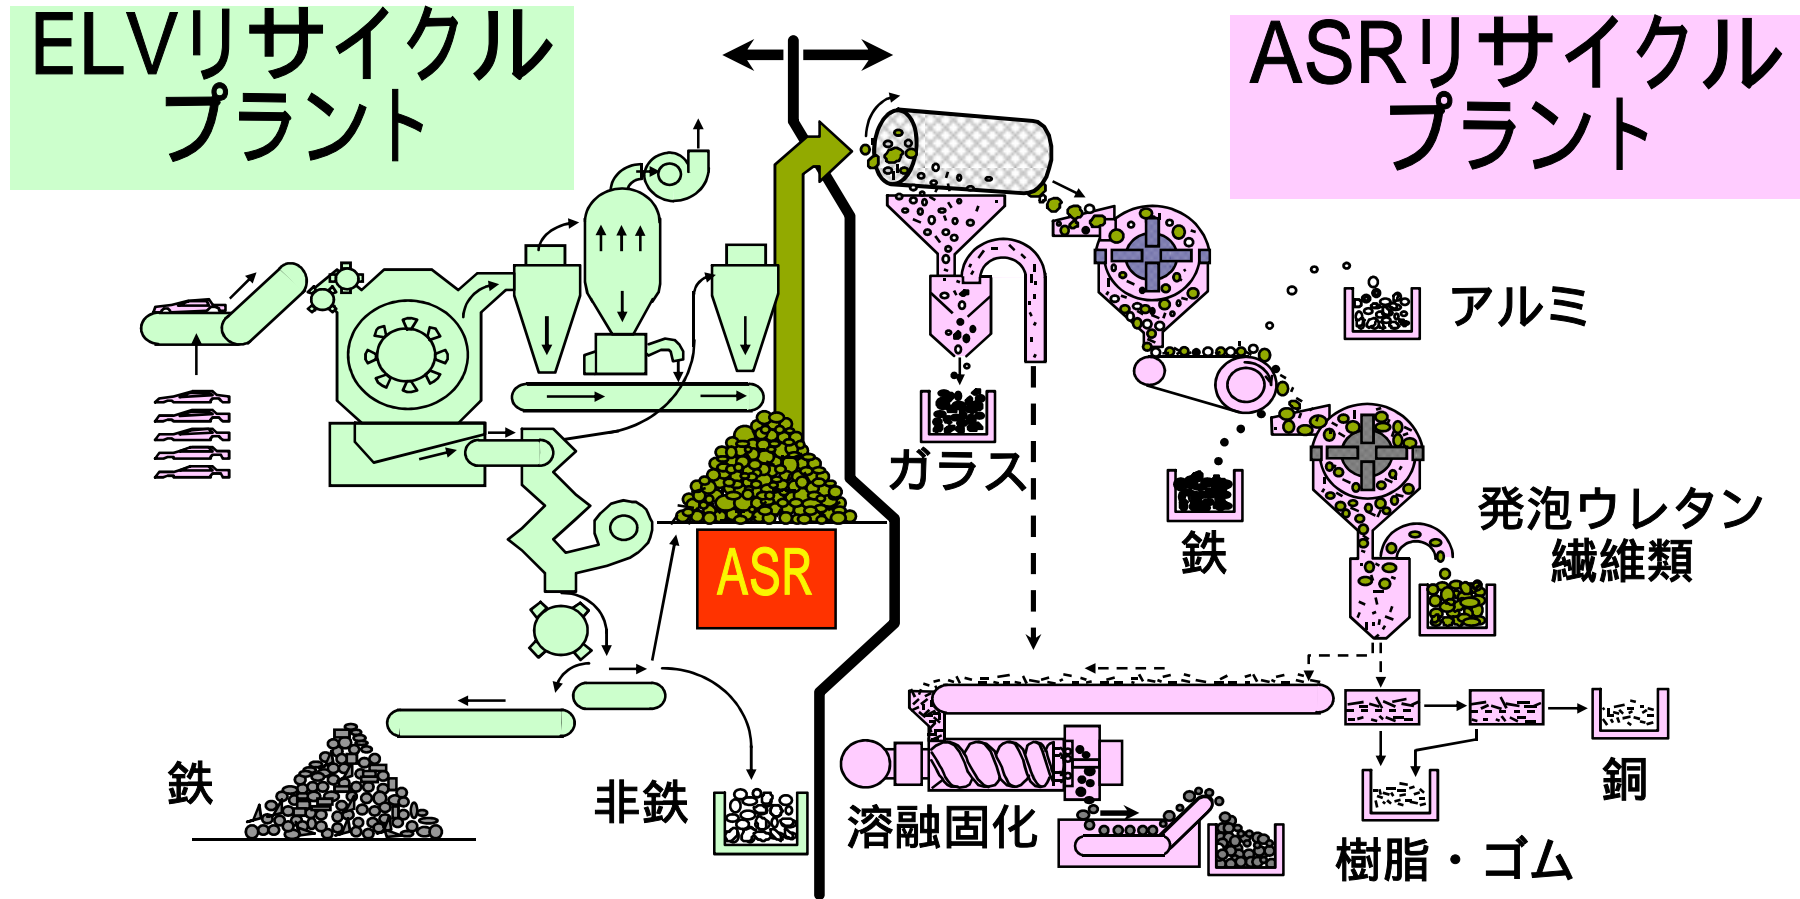 ELVリサイクル
プラント
ASRリサイクル
プラント
アルミ
ガラス
発泡ウレタン
繊維類
鉄
ASR
鉄
非鉄
溶融固化
銅
樹脂・ゴム